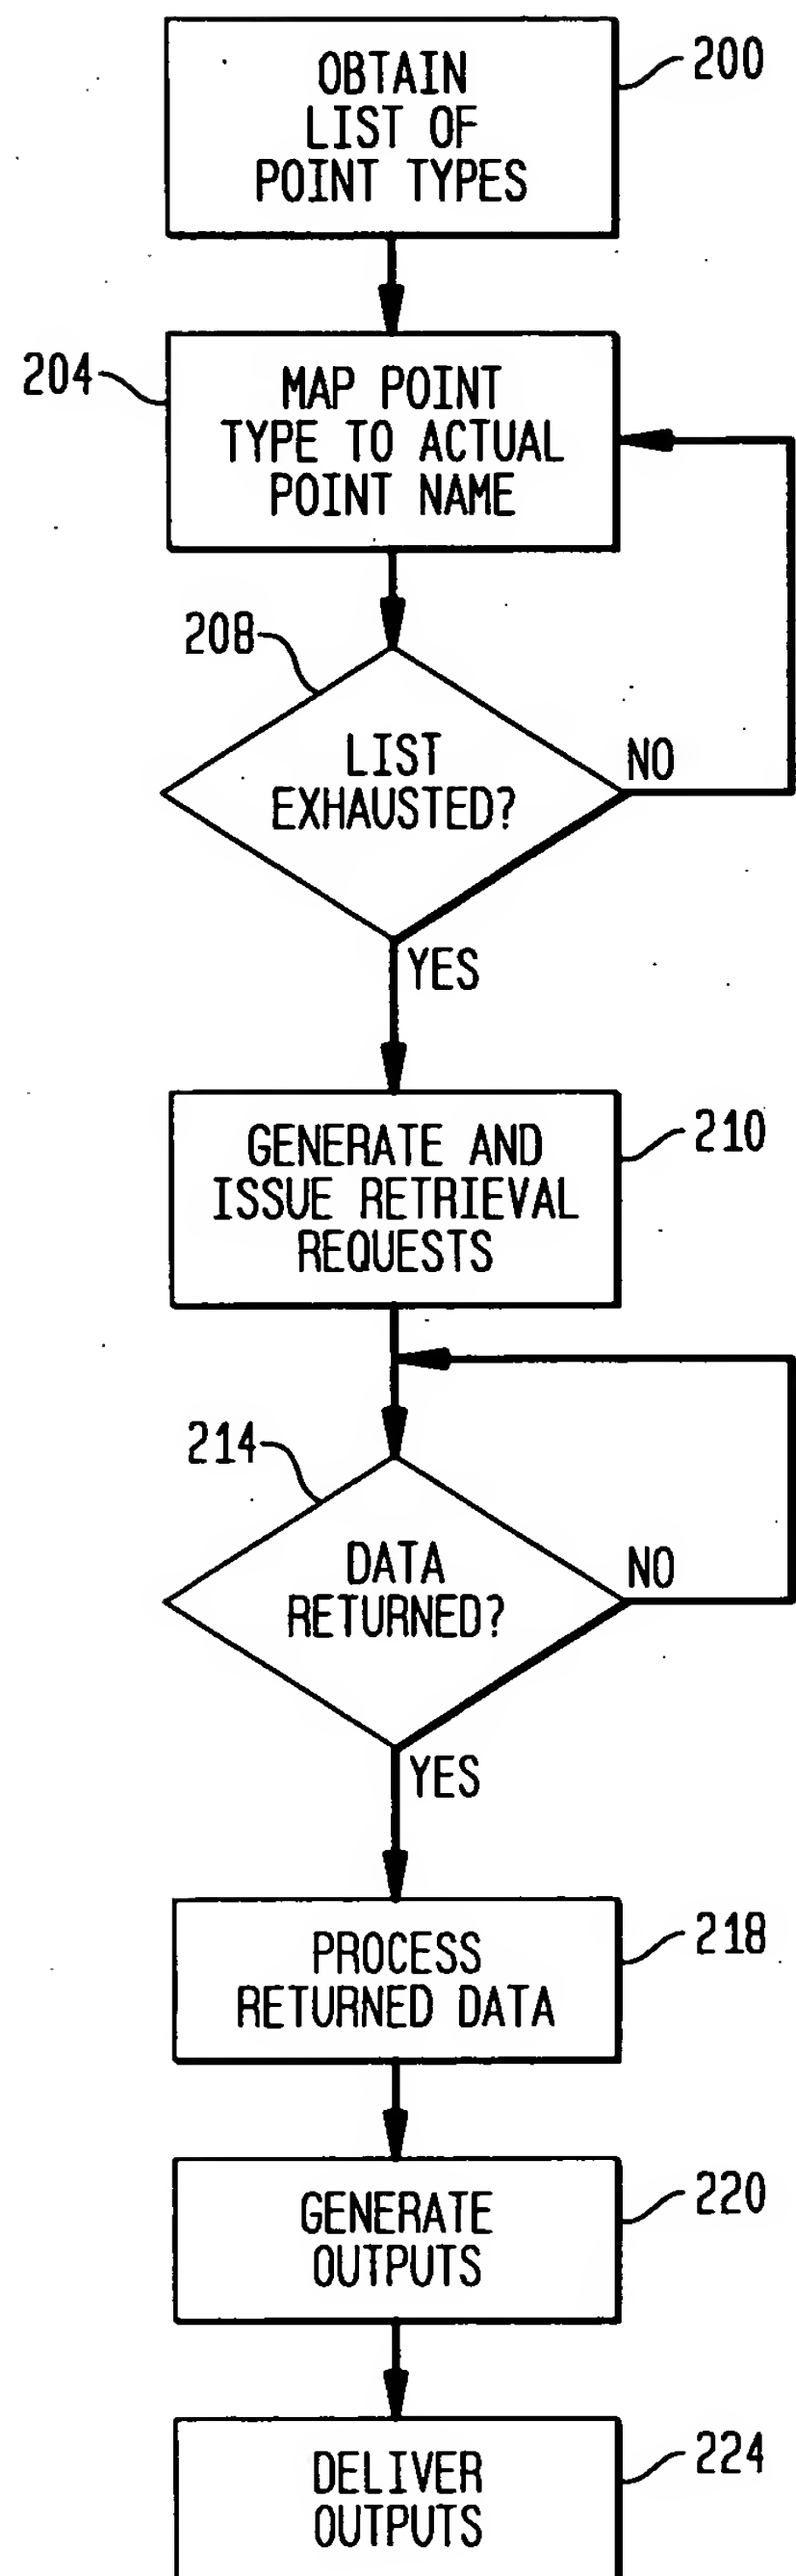 OBTAIN
LIST OF
POINT TYPES
200
204
MAP POINT
TYPE TO ACTUAL
POINT NAME
208
LIST
EXHAUSTED?
NO
YES
GENERATE AND
ISSUE RETRIEVAL
REQUESTS
210
214
DATA
RETURNED?
NO
YES
PROCESS
RETURNED DATA
218
GENERATE
OUTPUTS
220
DELIVER
OUTPUTS
224